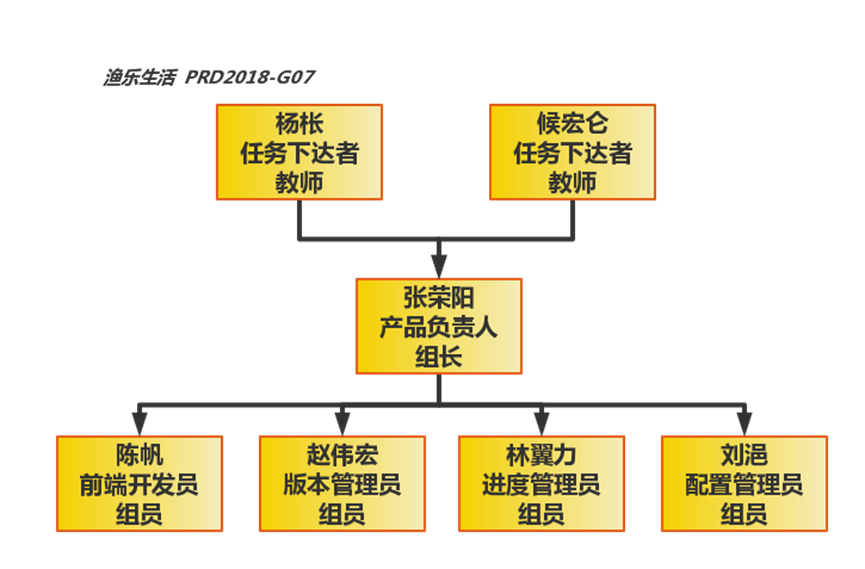 渔乐生活 PRD2018-G07
杨枨
任务下达者
教师
候宏仑
任务下达者
教师
张荣阳
产品负责人
组长
陈帆
前端开发员
组员
赵伟宏
版本管理员
组员
林翼力
进度管理员
组员
刘浥
配置管理员
组员